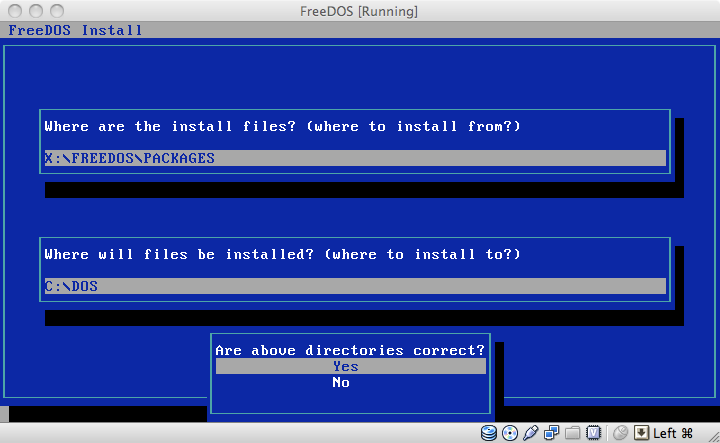 FreeDOS [Running]
FreeDOS Install
Where are the install files? (where to install from?)
X:\FREEDOS\PACKAGES
Where will files be installed? (where to install to?)
C:\DOS
Are above directories correct?
Yes
No
Left ⌘